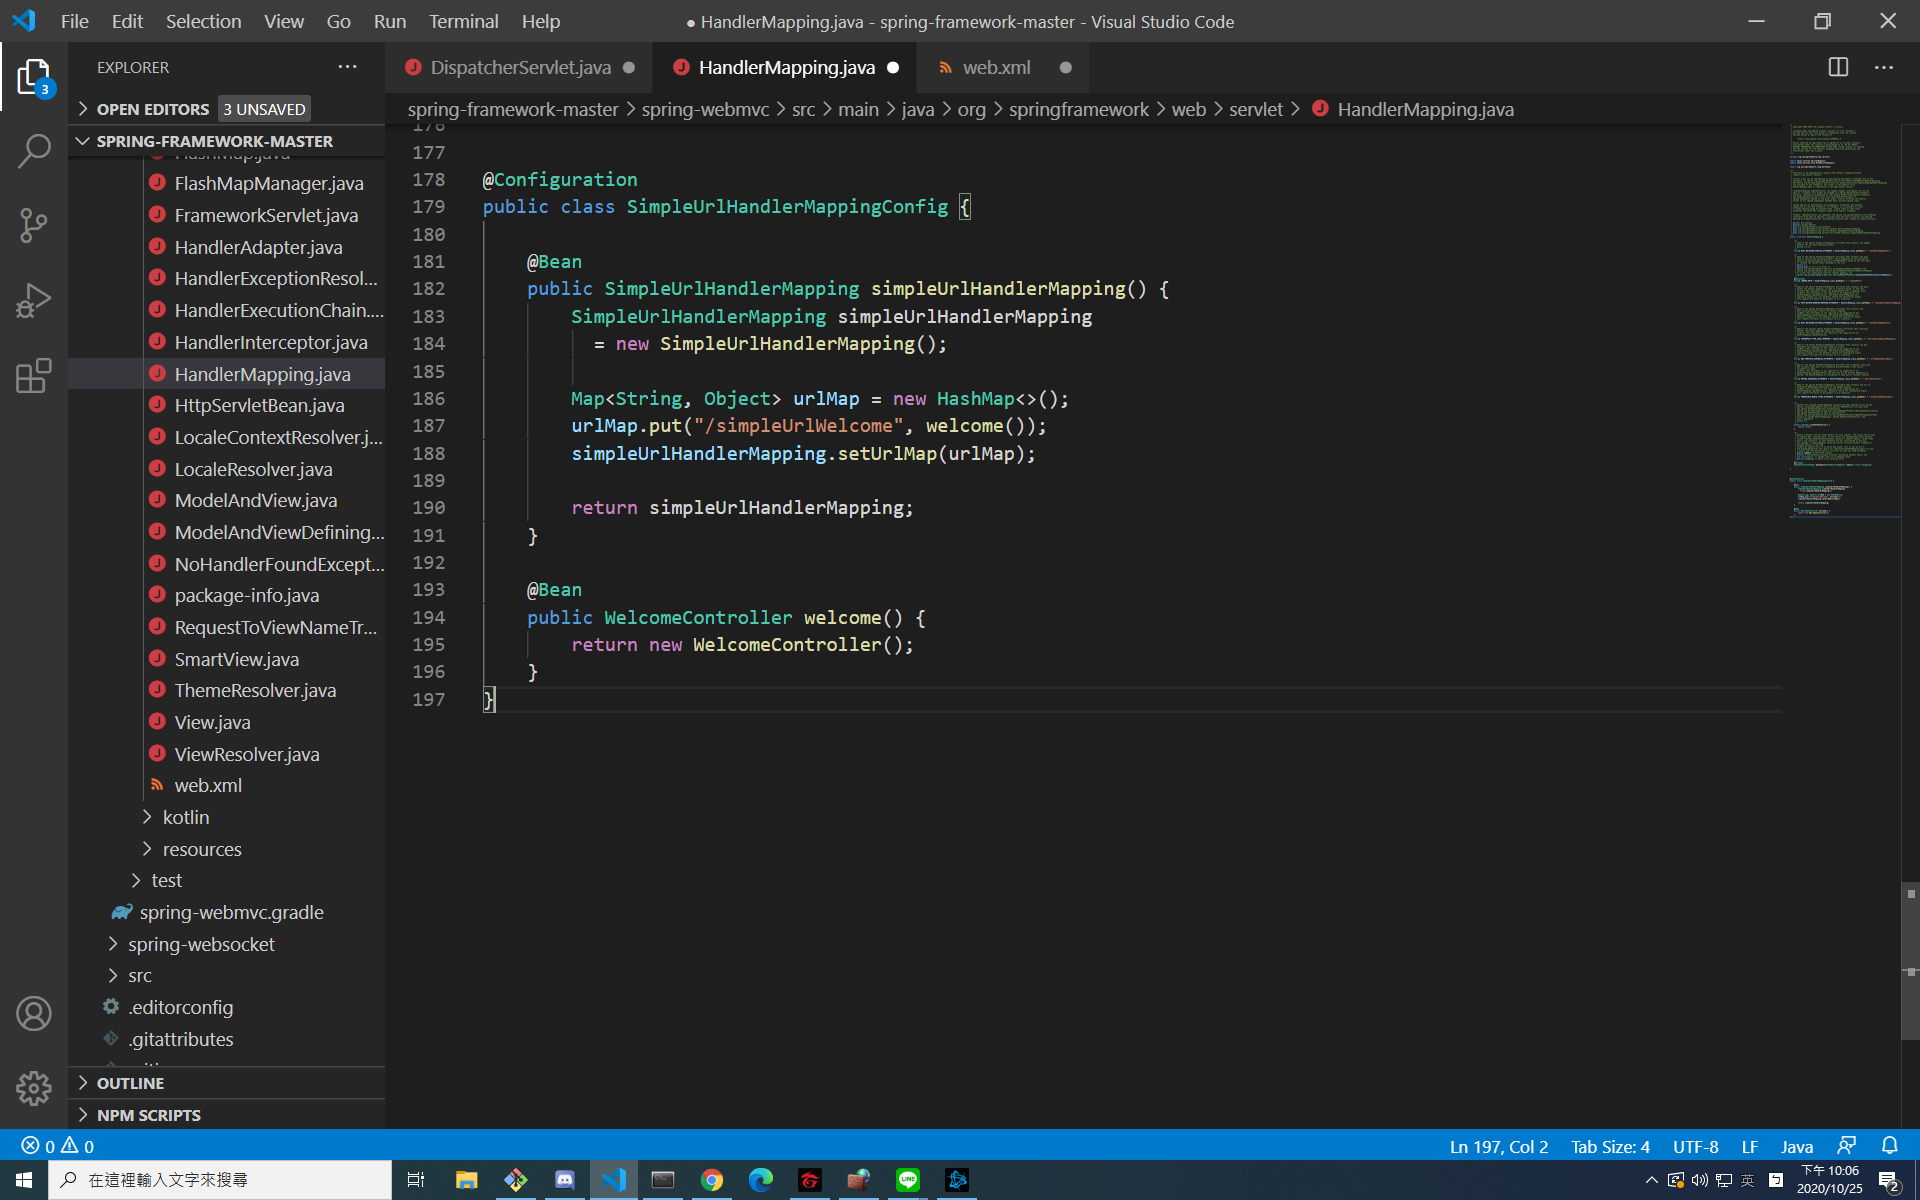 File Edit Selection View Go Run Terminal Help
● HandlerMapping.java - spring-framework-master - Visual Studio Code
EXPLORER
DispatcherServlet.java
HandlerMapping.java
web.xml
OPEN EDITORS 3 UNSAVED
spring-framework-master > spring-webmvc > src > main > java > org > springframework > web > servlet > HandlerMapping.java
SPRING-FRAMEWORK-MASTER
3
FlashMap.java
FlashMapManager.java
FrameworkServlet.java
HandlerAdapter.java
HandlerExceptionResol...
HandlerExecutionChain....
HandlerInterceptor.java
HandlerMapping.java
HttpServletBean.java
LocaleContextResolver.j...
LocaleResolver.java
ModelAndView.java
ModelAndViewDefining...
NoHandlerFoundExcept...
package-info.java
RequestToViewNameTr...
SmartView.java
ThemeResolver.java
View.java
ViewResolver.java
web.xml
kotlin
resources
test
spring-webmvc.gradle
spring-websocket
src
.editorconfig
.gitattributes
OUTLINE
NPM SCRIPTS
176
177
178 @Configuration
179 public class SimpleUrlHandlerMappingConfig {
180
181 @Bean
182 public SimpleUrlHandlerMapping simpleUrlHandlerMapping() {
183 SimpleUrlHandlerMapping simpleUrlHandlerMapping
184 = new SimpleUrlHandlerMapping();
185
186 Map<String, Object> urlMap = new HashMap<>();
187 urlMap.put("/simpleUrlWelcome", welcome());
188 simpleUrlHandlerMapping.setUrlMap(urlMap);
189
190 return simpleUrlHandlerMapping;
191 }
192
193 @Bean
194 public WelcomeController welcome() {
195 return new WelcomeController();
196 }
197 }
0 0
Ln 197, Col 2 Tab Size: 4 UTF-8 LF Java
在這裡輸入文字來搜尋
LINE
英
下午 10:06
2020/10/25
2